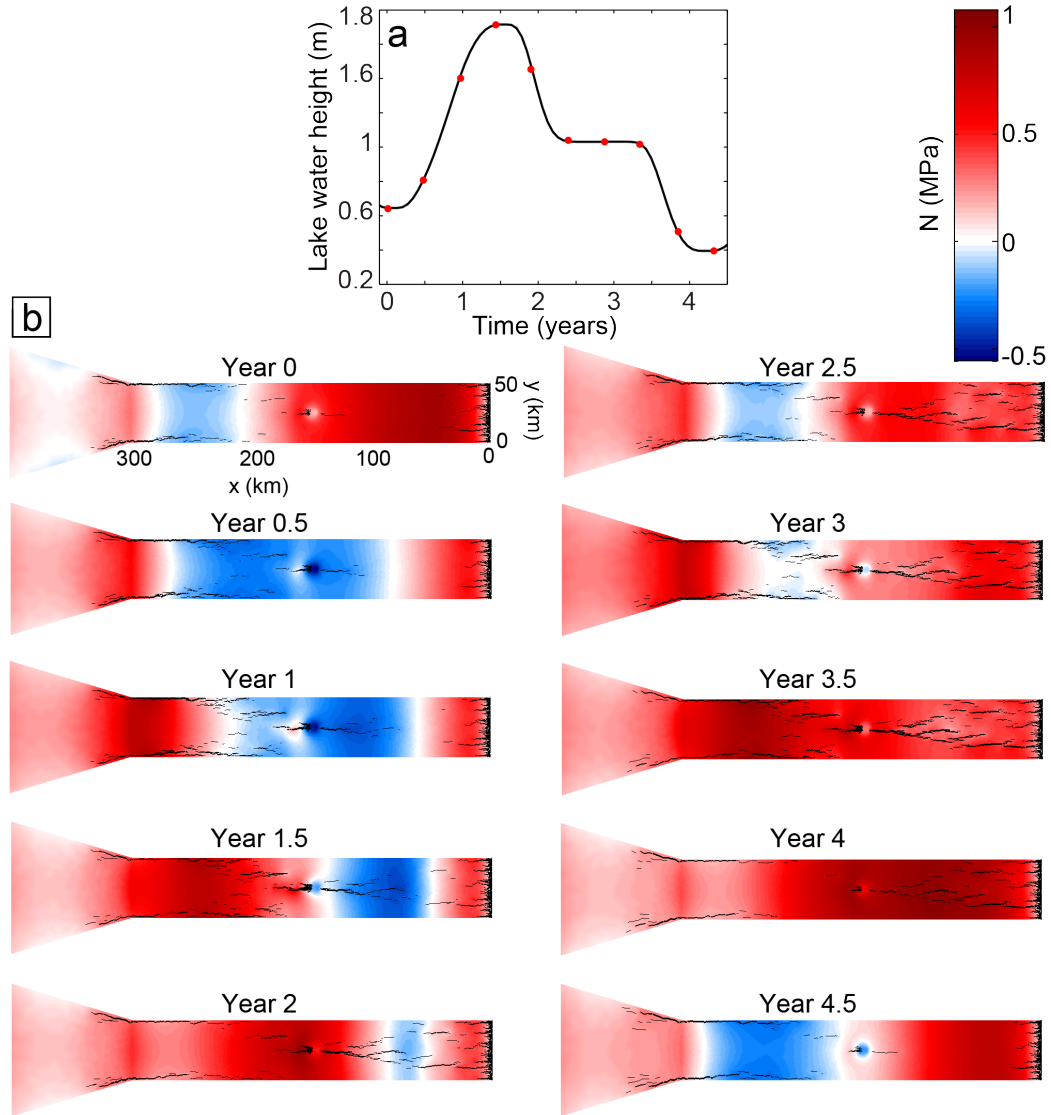 a
Lake water height (m)
1.8
1.6
1
0.6
0.2
0 1 2 3 4
Time (years)
1
0.5
0
-0.5
N (MPa)
b
Year 0
50
0
y (km)
300 200 100 0
x (km)
Year 0.5
Year 1
Year 1.5
Year 2
Year 2.5
Year 3
Year 3.5
Year 4
Year 4.5